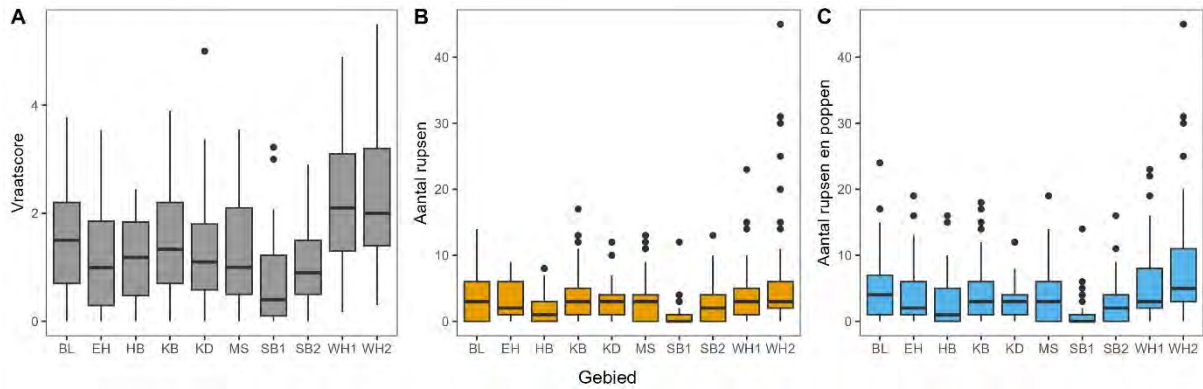 A
B
C
Vraatscore
4
2
0
BL EH HB KB KD MS SB1 SB2 WH1 WH2
Aantal rupsen
40
30
20
10
0
BL EH HB KB KD MS SB1 SB2 WH1 WH2
Aantal rupsen en poppen
40
30
20
10
0
BL EH HB KB KD MS SB1 SB2 WH1 WH2
Gebied